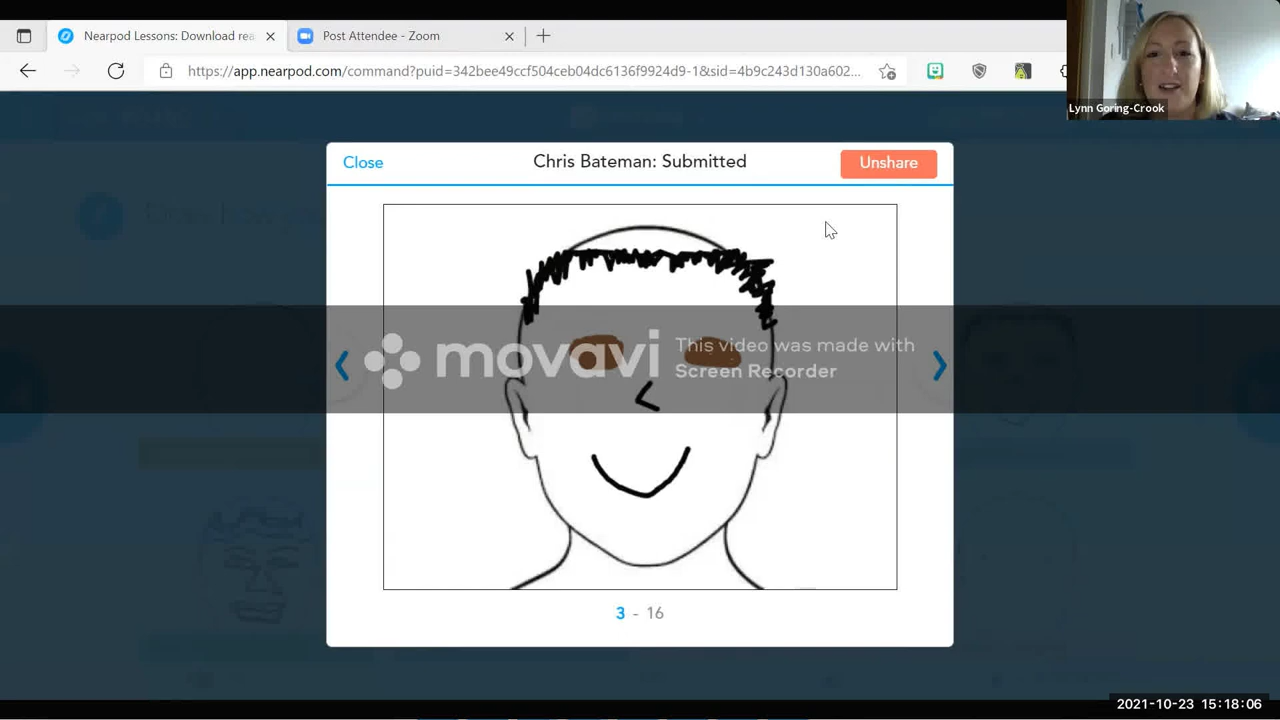 Nearpod Lessons: Download rea
Post Attendee - Zoom
https://app.nearpod.com/command?puid=342bee49ccf504ceb04dc6136f9924d9-1&sid=4b9c243d130a602...
Lynn Goring-Crook
Close
Chris Bateman: Submitted
Unshare
movavi
This video was made with
Screen Recorder
3 - 16
2021-10-23 15:18:06